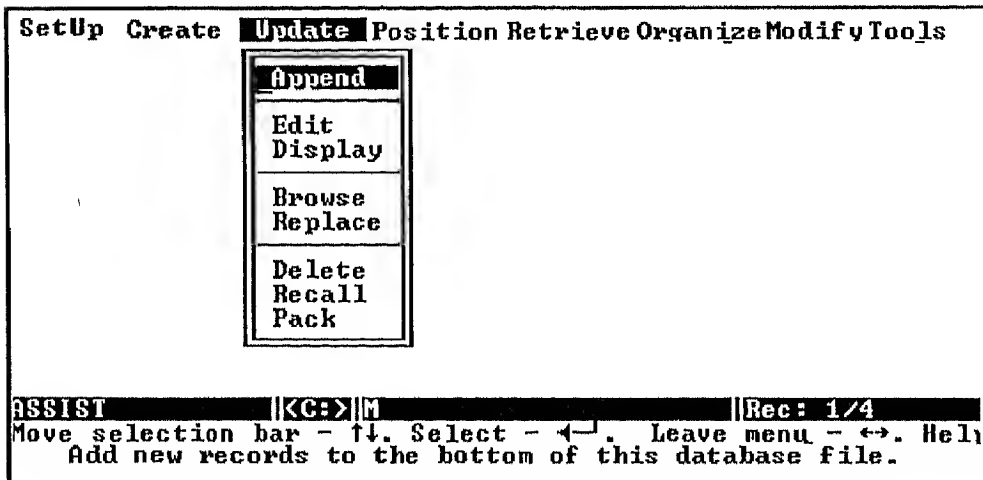 SetUp Create Update Position Retrieve Organize Modify Tools
Append
Edit
Display
Browse
Replace
Delete
Recall
Pack
ASSIST ||<C:>||M ||Rec: 1/4
Move selection bar - ↑↓. Select - ◄┘. Leave menu - ↔.
Add new records to the bottom of this database file.